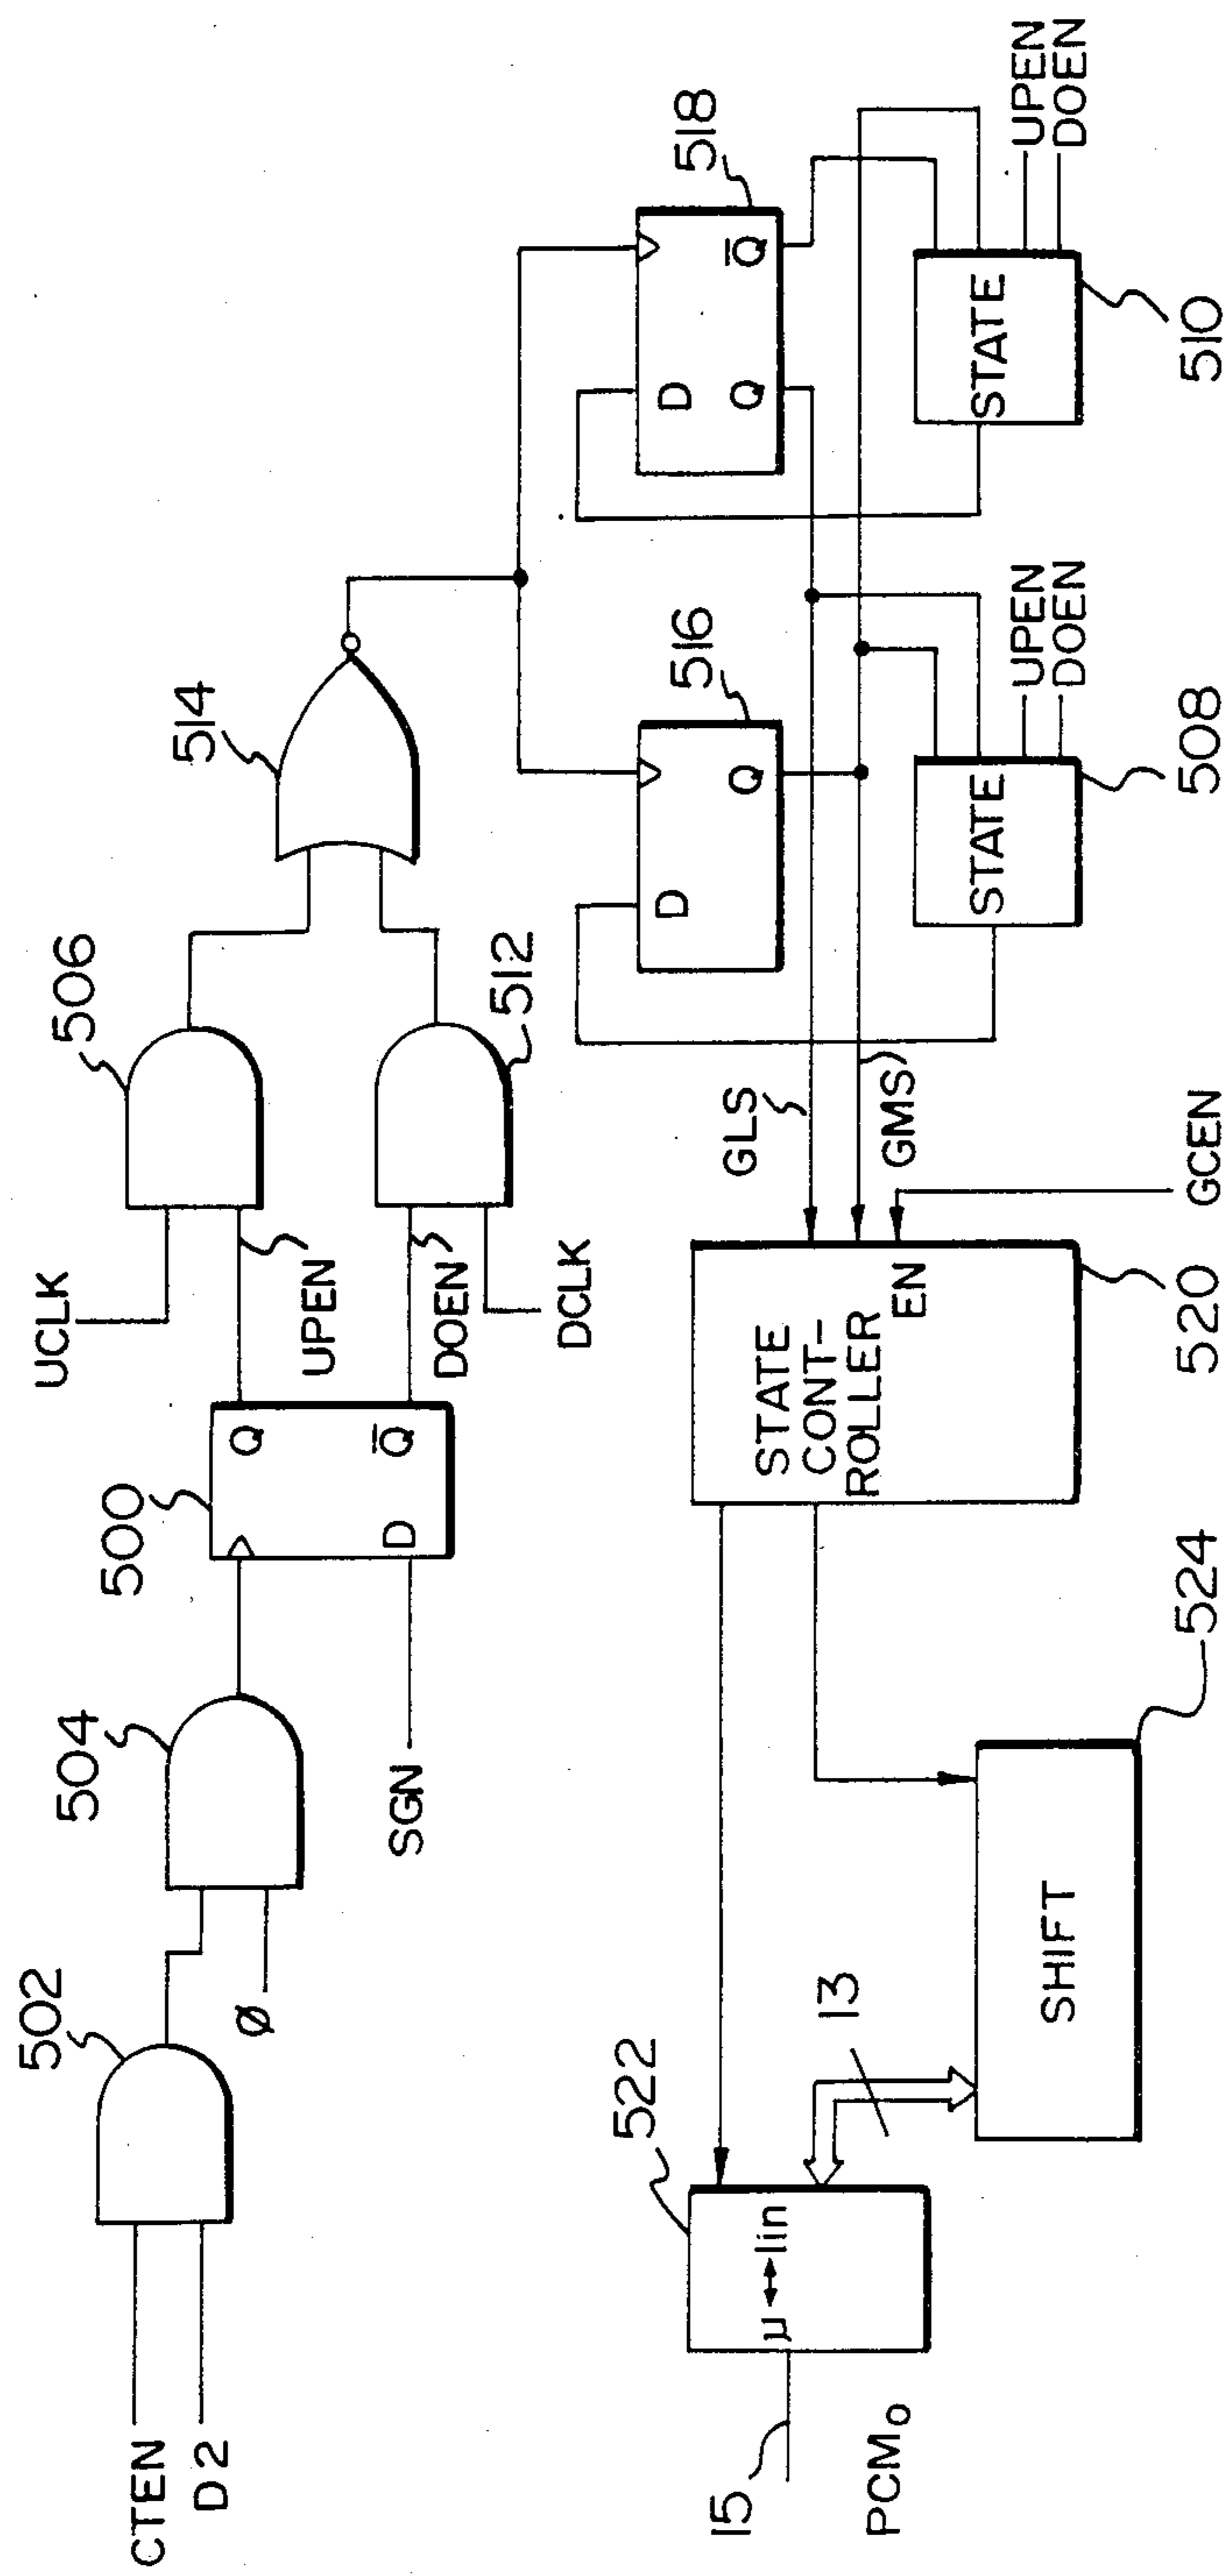 CTEN
D2
502
Ø
504
SGN
500
Q
D
Q̅
UCLK
UPEN
DOEN
DCLK
506
512
514
518
D
Q
Q̅
516
D
Q
GLS
GMS
STATE
UPEN
DOEN
508
STATE
UPEN
DOEN
510
STATE
CONT-
ROLLER
EN
GCEN
520
522
µ↔lin
13
SHIFT
524
15
PCM₀